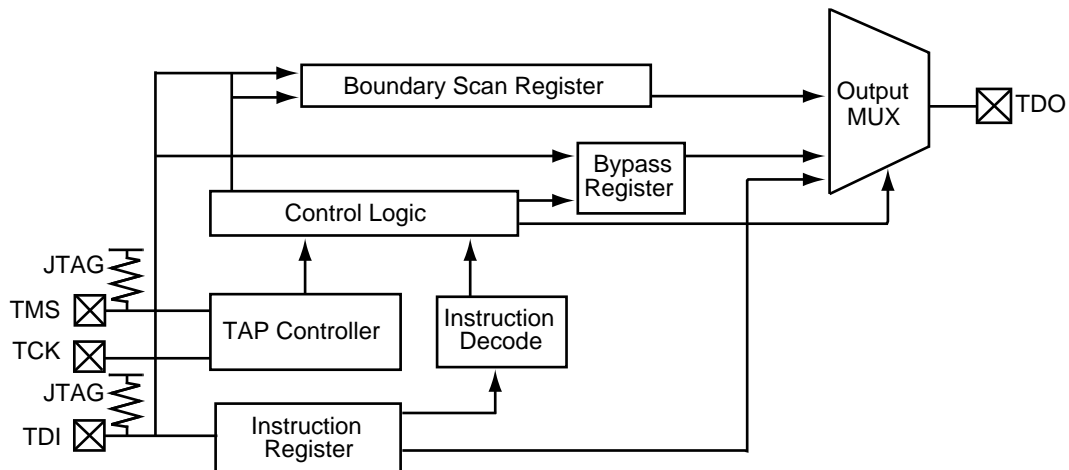 Boundary Scan Register
Output
MUX
TDO
Bypass
Register
Control Logic
JTAG
TMS
TAP Controller
Instruction
Decode
TCK
JTAG
TDI
Instruction
Register